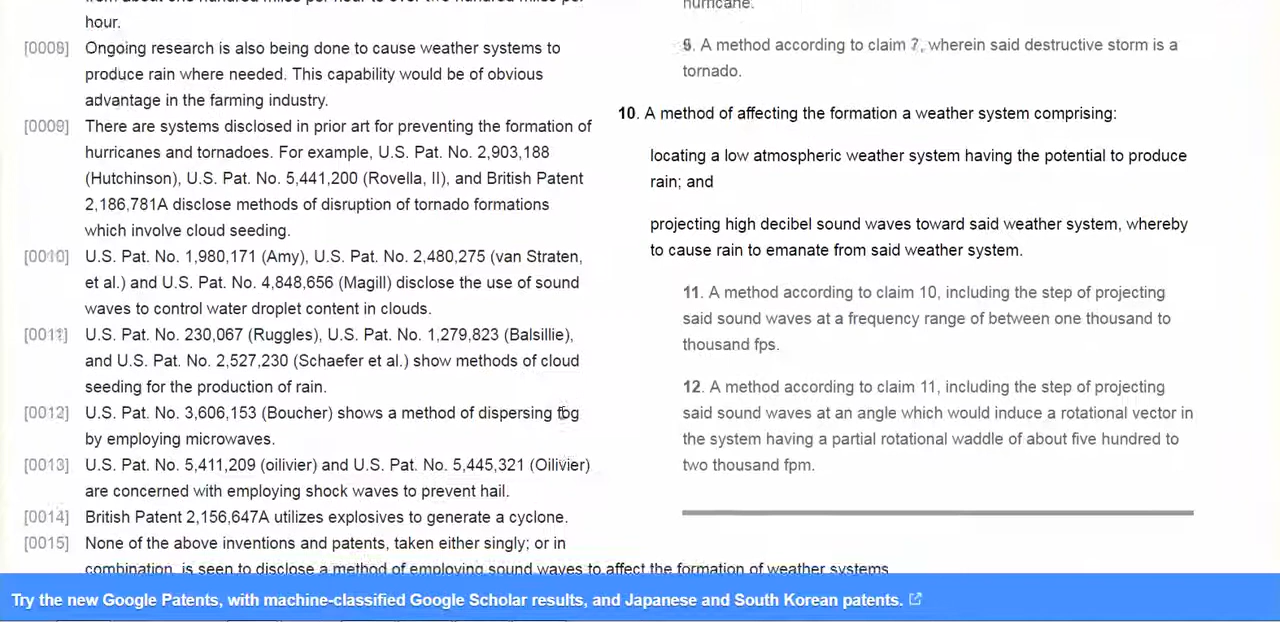 from about one hundred miles per hour to over two hundred miles per
hour.
[0008] Ongoing research is also being done to cause weather systems to
produce rain where needed. This capability would be of obvious
advantage in the farming industry.
[0009] There are systems disclosed in prior art for preventing the formation of
hurricanes and tornadoes. For example, U.S. Pat. No. 2,903,188
(Hutchinson), U.S. Pat. No. 5,441,200 (Rovella, II), and British Patent
2,186,781A disclose methods of disruption of tornado formations
which involve cloud seeding.
[0010] U.S. Pat. No. 1,980,171 (Amy), U.S. Pat. No. 2,480,275 (van Straten,
et al.) and U.S. Pat. No. 4,848,656 (Magill) disclose the use of sound
waves to control water droplet content in clouds.
[0011] U.S. Pat. No. 230,067 (Ruggles), U.S. Pat. No. 1,279,823 (Balsillie),
and U.S. Pat. No. 2,527,230 (Schaefer et al.) show methods of cloud
seeding for the production of rain.
[0012] U.S. Pat. No. 3,606,153 (Boucher) shows a method of dispersing fog
by employing microwaves.
[0013] U.S. Pat. No. 5,411,209 (oilivier) and U.S. Pat. No. 5,445,321 (Oilivier)
are concerned with employing shock waves to prevent hail.
[0014] British Patent 2,156,647A utilizes explosives to generate a cyclone.
[0015] None of the above inventions and patents, taken either singly; or in
combination, is seen to disclose a method of employing sound waves to affect the formation of weather systems
hurricane.
9. A method according to claim 7, wherein said destructive storm is a
tornado.
10. A method of affecting the formation a weather system comprising:
locating a low atmospheric weather system having the potential to produce
rain; and
projecting high decibel sound waves toward said weather system, whereby
to cause rain to emanate from said weather system.
11. A method according to claim 10, including the step of projecting
said sound waves at a frequency range of between one thousand to
thousand fps.
12. A method according to claim 11, including the step of projecting
said sound waves at an angle which would induce a rotational vector in
the system having a partial rotational waddle of about five hundred to
two thousand fpm.
Try the new Google Patents, with machine-classified Google Scholar results, and Japanese and South Korean patents.